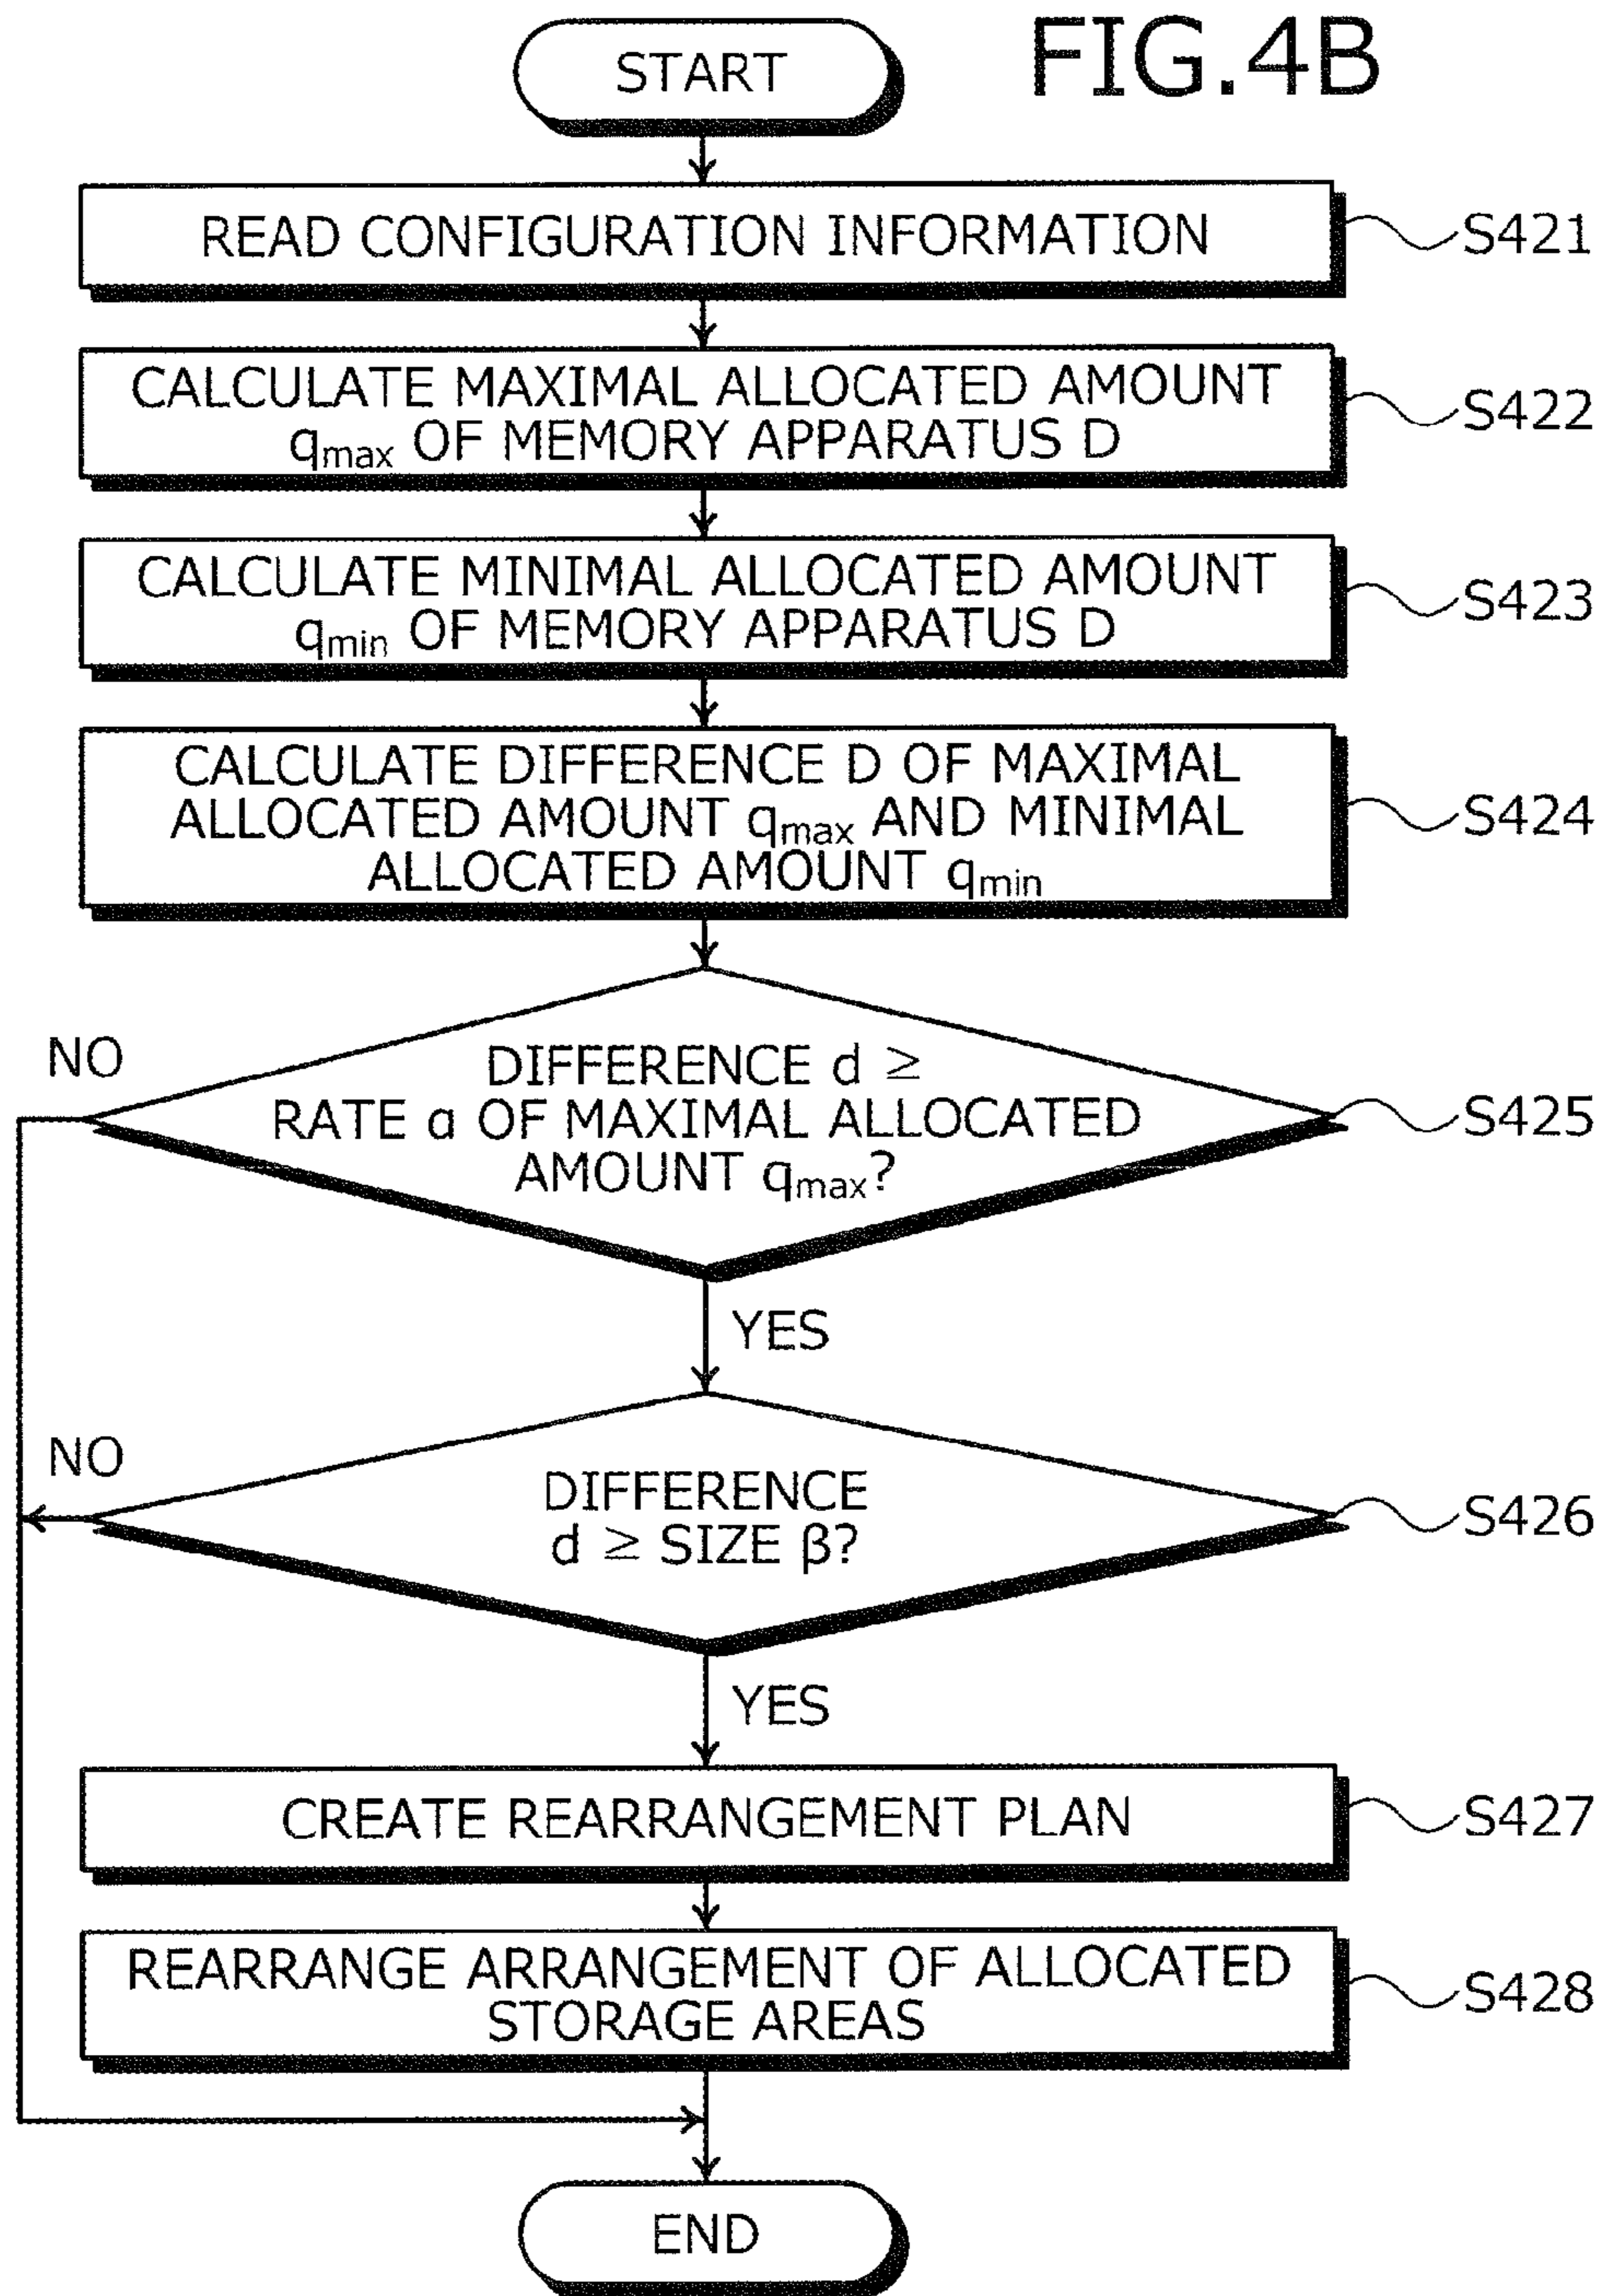 FIG.4B
START
READ CONFIGURATION INFORMATION
S421
CALCULATE MAXIMAL ALLOCATED AMOUNT
qmax OF MEMORY APPARATUS D
S422
CALCULATE MINIMAL ALLOCATED AMOUNT
qmin OF MEMORY APPARATUS D
S423
CALCULATE DIFFERENCE D OF MAXIMAL
ALLOCATED AMOUNT qmax AND MINIMAL
ALLOCATED AMOUNT qmin
S424
NO
DIFFERENCE d ≥
RATE α OF MAXIMAL ALLOCATED
AMOUNT qmax?
S425
YES
NO
DIFFERENCE
d ≥ SIZE β?
S426
YES
CREATE REARRANGEMENT PLAN
S427
REARRANGE ARRANGEMENT OF ALLOCATED
STORAGE AREAS
S428
END